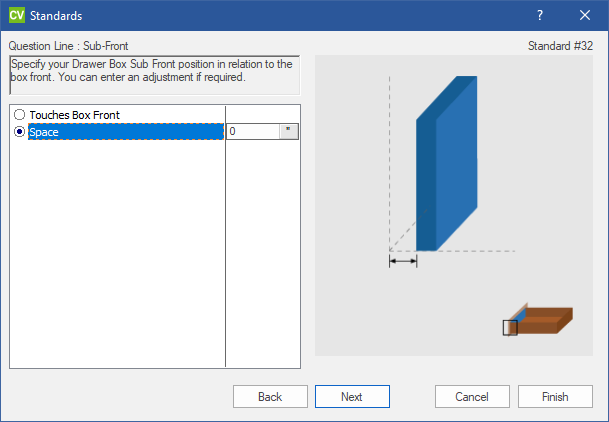 CV Standards
Question Line : Sub-Front
Standard #32
Specify your Drawer Box Sub Front position in relation to the
box front. You can enter an adjustment if required.
Touches Box Front
Space 0 "
Back Next Cancel Finish